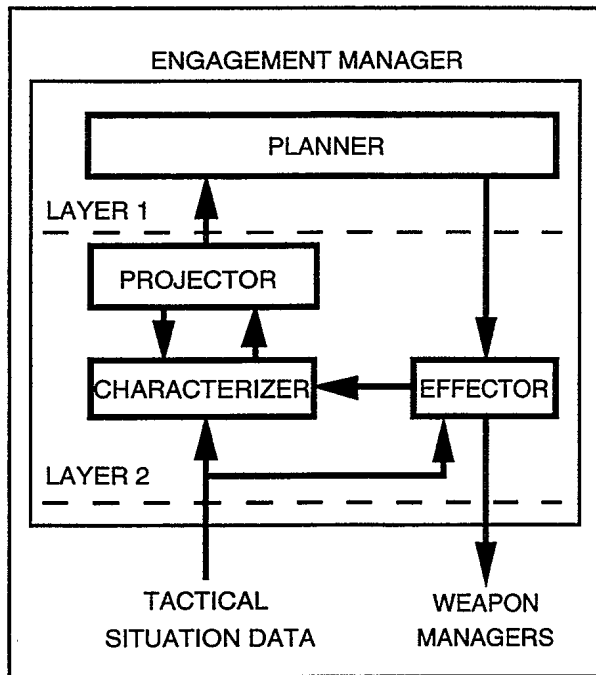 ENGAGEMENT MANAGER
PLANNER
LAYER 1
PROJECTOR
CHARACTERIZER
EFFECTOR
LAYER 2
TACTICAL
SITUATION DATA
WEAPON
MANAGERS